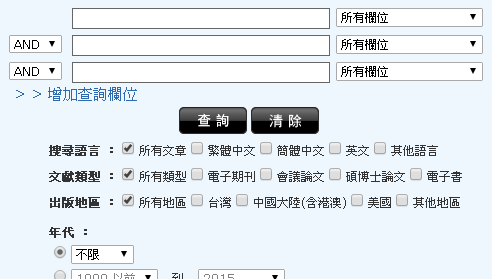 所有欄位
AND 所有欄位
AND 所有欄位
＞＞增加查詢欄位
查詢 清除
搜尋語言： 所有文章 繁體中文 簡體中文 英文 其他語言
文獻類型： 所有類型 電子期刊 會議論文 碩博士論文 電子書
出版地區： 所有地區 台灣 中國大陸(含港澳) 美國 其他地區
年代：
不限
1900 以前 到 2015